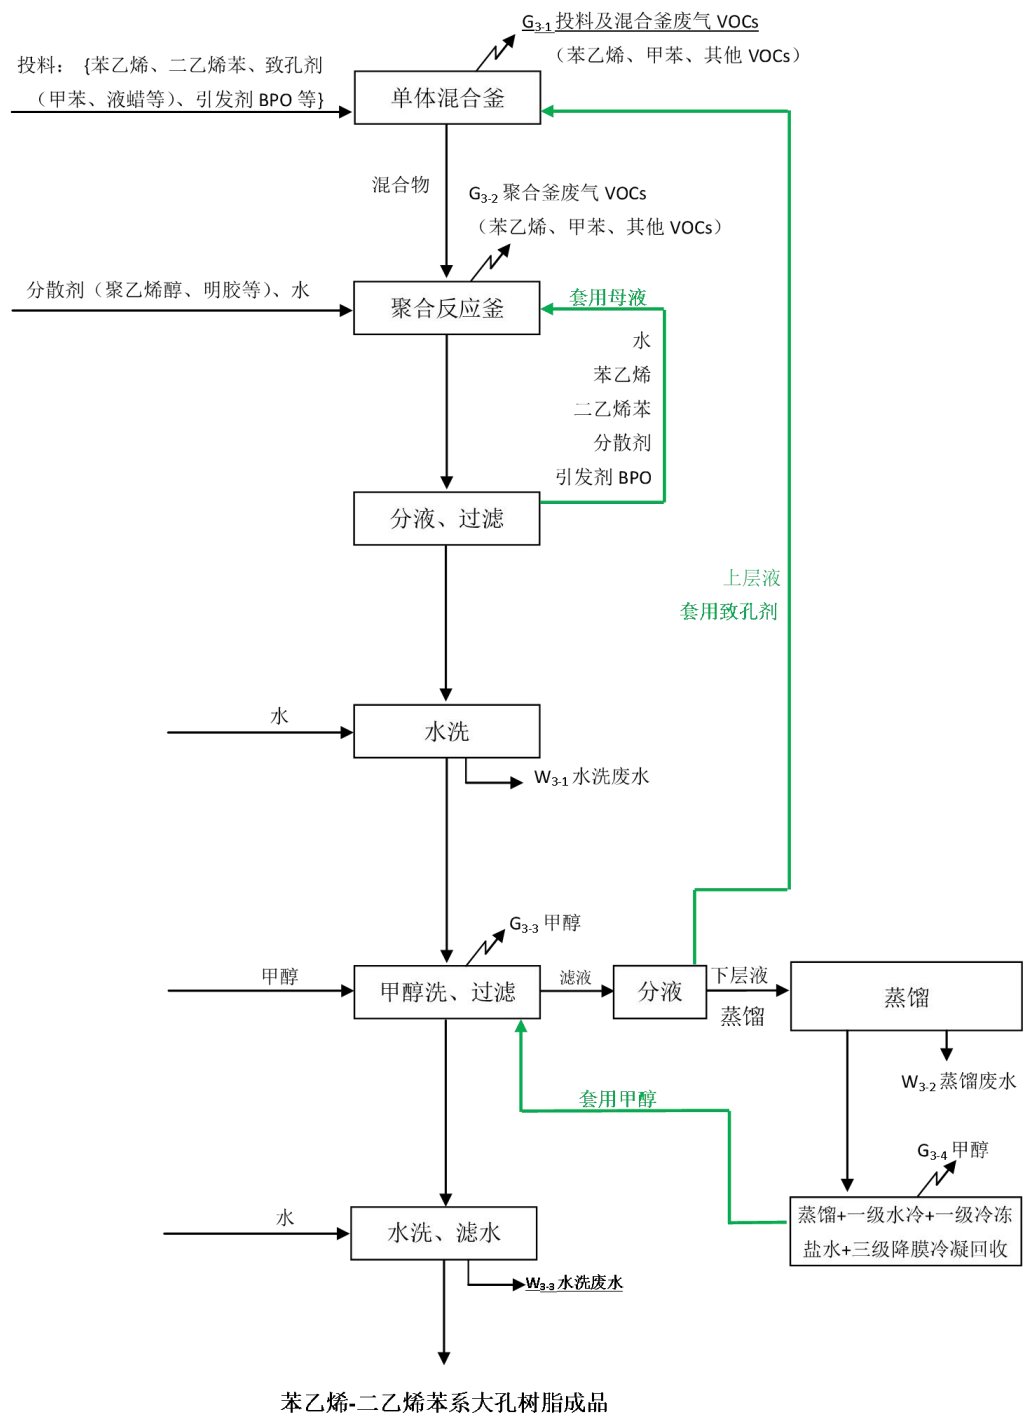 G3-1 投料及混合釜废气 VOCs
（苯乙烯、甲苯、其他 VOCs）
投料： {苯乙烯、二乙烯苯、致孔剂
（甲苯、液蜡等）、引发剂 BPO 等}
单体混合釜
混合物
G3-2 聚合釜废气 VOCs
（苯乙烯、甲苯、其他 VOCs）
分散剂（聚乙烯醇、明胶等）、水
聚合反应釜
套用母液
水
苯乙烯
二乙烯苯
分散剂
引发剂 BPO
分液、过滤
上层液
套用致孔剂
水
水洗
W3-1 水洗废水
G3-3 甲醇
甲醇
甲醇洗、过滤
滤液
分液
下层液
蒸馏
蒸馏
W3-2 蒸馏废水
套用甲醇
G3-4 甲醇
蒸馏+一级水冷+一级冷冻
盐水+三级降膜冷凝回收
水
水洗、滤水
W3-3 水洗废水
苯乙烯-二乙烯苯系大孔树脂成品